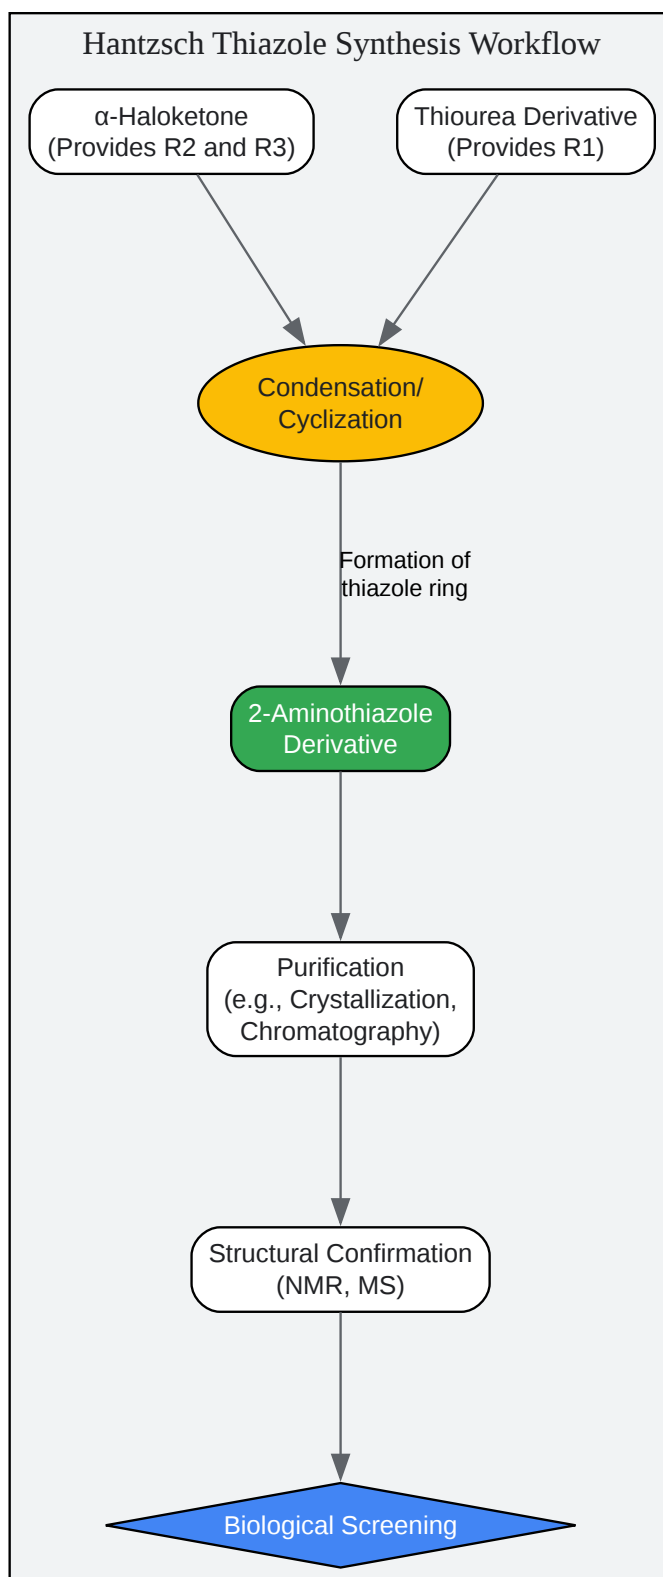 Hantzsch Thiazole Synthesis Workflow
α-Haloketone
(Provides R2 and R3)
Thiourea Derivative
(Provides R1)
Condensation/
Cyclization
Formation of
thiazole ring
2-Aminothiazole
Derivative
Purification
(e.g., Crystallization,
Chromatography)
Structural Confirmation
(NMR, MS)
Biological Screening